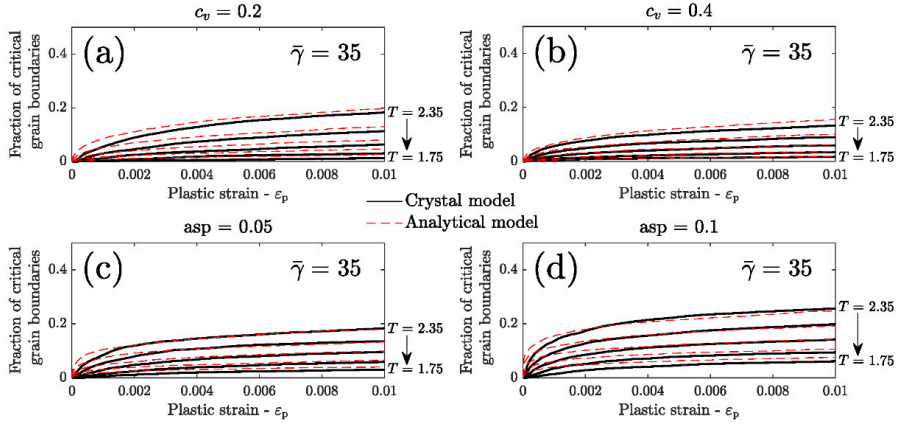 c_v = 0.2
(a)
γ̄ = 35
Fraction of critical
grain boundaries
0.4
0.2
0
0
0.002
0.004
0.006
0.008
0.01
T = 2.35
T = 1.75
Plastic strain - ε_p
c_v = 0.4
(b)
γ̄ = 35
Fraction of critical
grain boundaries
0.4
0.2
0
0
0.002
0.004
0.006
0.008
0.01
T = 2.35
T = 1.75
Plastic strain - ε_p
Crystal model
Analytical model
asp = 0.05
(c)
γ̄ = 35
Fraction of critical
grain boundaries
0.4
0.2
0
0
0.002
0.004
0.006
0.008
0.01
T = 2.35
T = 1.75
Plastic strain - ε_p
asp = 0.1
(d)
γ̄ = 35
Fraction of critical
grain boundaries
0.4
0.2
0
0
0.002
0.004
0.006
0.008
0.01
T = 2.35
T = 1.75
Plastic strain - ε_p